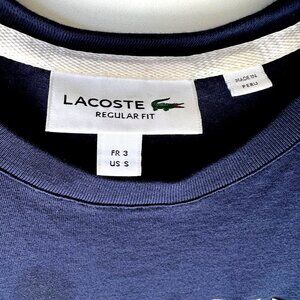 LACOSTE
REGULAR FIT
MADE IN
PERU
FR 3
US S